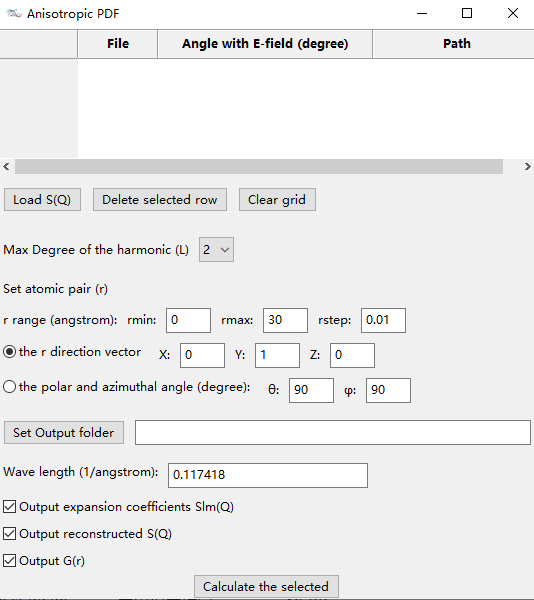 Anisotropic PDF
File Angle with E-field (degree) Path
Load S(Q) Delete selected row Clear grid
Max Degree of the harmonic (L) 2
Set atomic pair (r)
r range (angstrom): rmin: 0 rmax: 30 rstep: 0.01
the r direction vector X: 0 Y: 1 Z: 0
the polar and azimuthal angle (degree): θ: 90 φ: 90
Set Output folder
Wave length (1/angstrom): 0.117418
Output expansion coefficients Slm(Q)
Output reconstructed S(Q)
Output G(r)
Calculate the selected